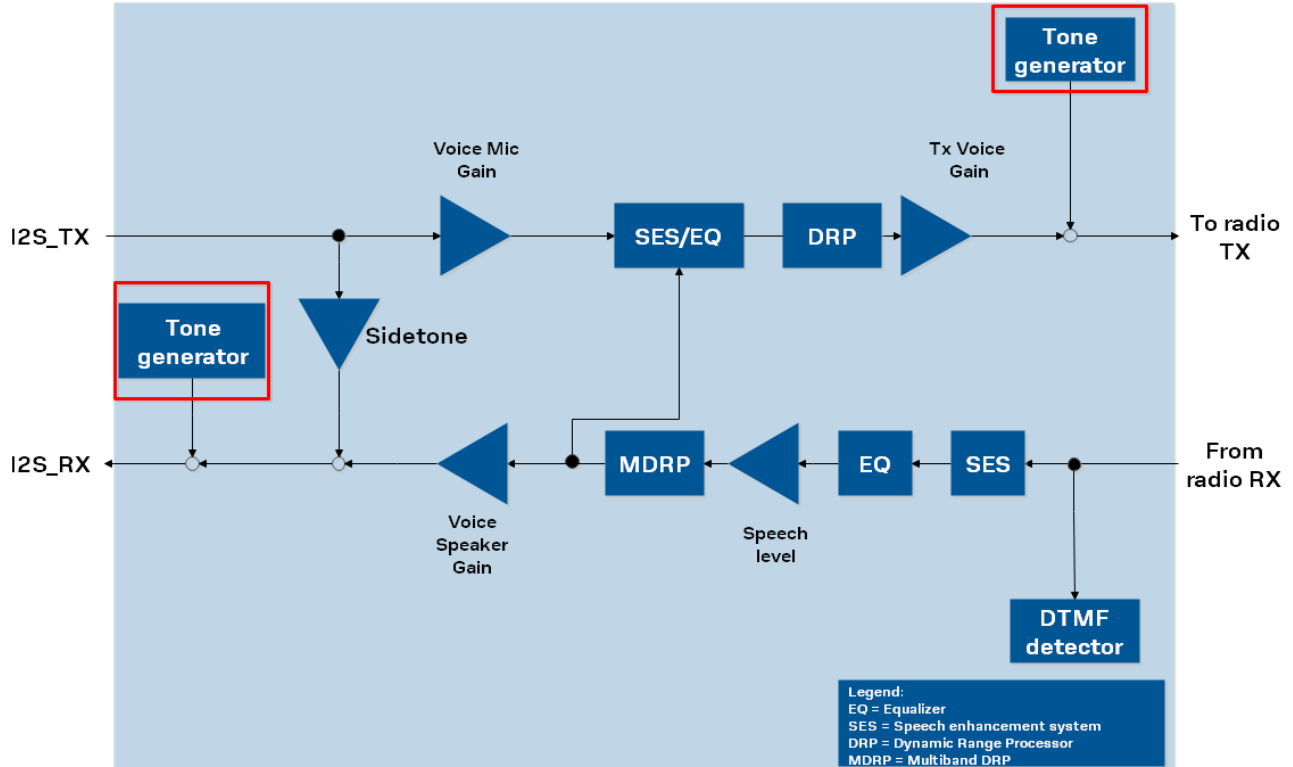 Tone
generator
Voice Mic
Gain
Tx Voice
Gain
I2S_TX
SES/EQ
DRP
To radio
TX
Tone
generator
Sidetone
I2S_RX
MDRP
EQ
SES
From
radio RX
Voice
Speaker
Gain
Speech
level
DTMF
detector
Legend:
EQ = Equalizer
SES = Speech enhancement system
DRP = Dynamic Range Processor
MDRP = Multiband DRP